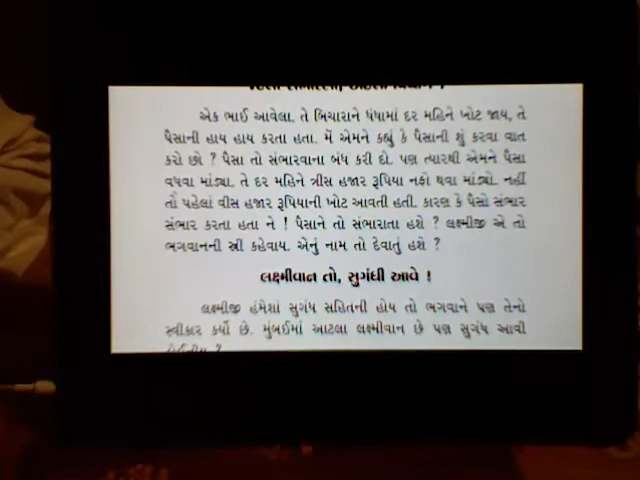 એક ભાઈ આવેલા. તે બિચારાને ધંધામાં દર મહિને ખોટ જાય, તે
પૈસાની હાય હાય કરતા હતા. મેં એમને કહ્યું કે પૈસાની શું કરવા વાત
કરો છો ? પૈસા તો સંભારવાના બંધ કરી દો. પણ ત્યારથી એમને પૈસા
વધવા માંડ્યા. તે દર મહિને ત્રીસ હજાર રૂપિયા નફો થવા માંડ્યો. નહીં
તો પહેલાં વીસ હજાર રૂપિયાની ખોટ આવતી હતી. કારણ કે પૈસો સંભાર
સંભાર કરતા હતા ને ! પૈસાને તો સંભારાતા હશે ? લક્ષ્મીજી એ તો
ભગવાનની સ્ત્રી કહેવાય. એનું નામ તો દેવાતું હશે ?
લક્ષ્મીવાન તો, સુગંધી આવે !
લક્ષ્મીજી હંમેશાં સુગંધ સહિતની હોય તો ભગવાને પણ તેનો
સ્વીકાર કર્યો છે. મુંબઈમાં આટલા લક્ષ્મીવાન છે પણ સુગંધ આવી